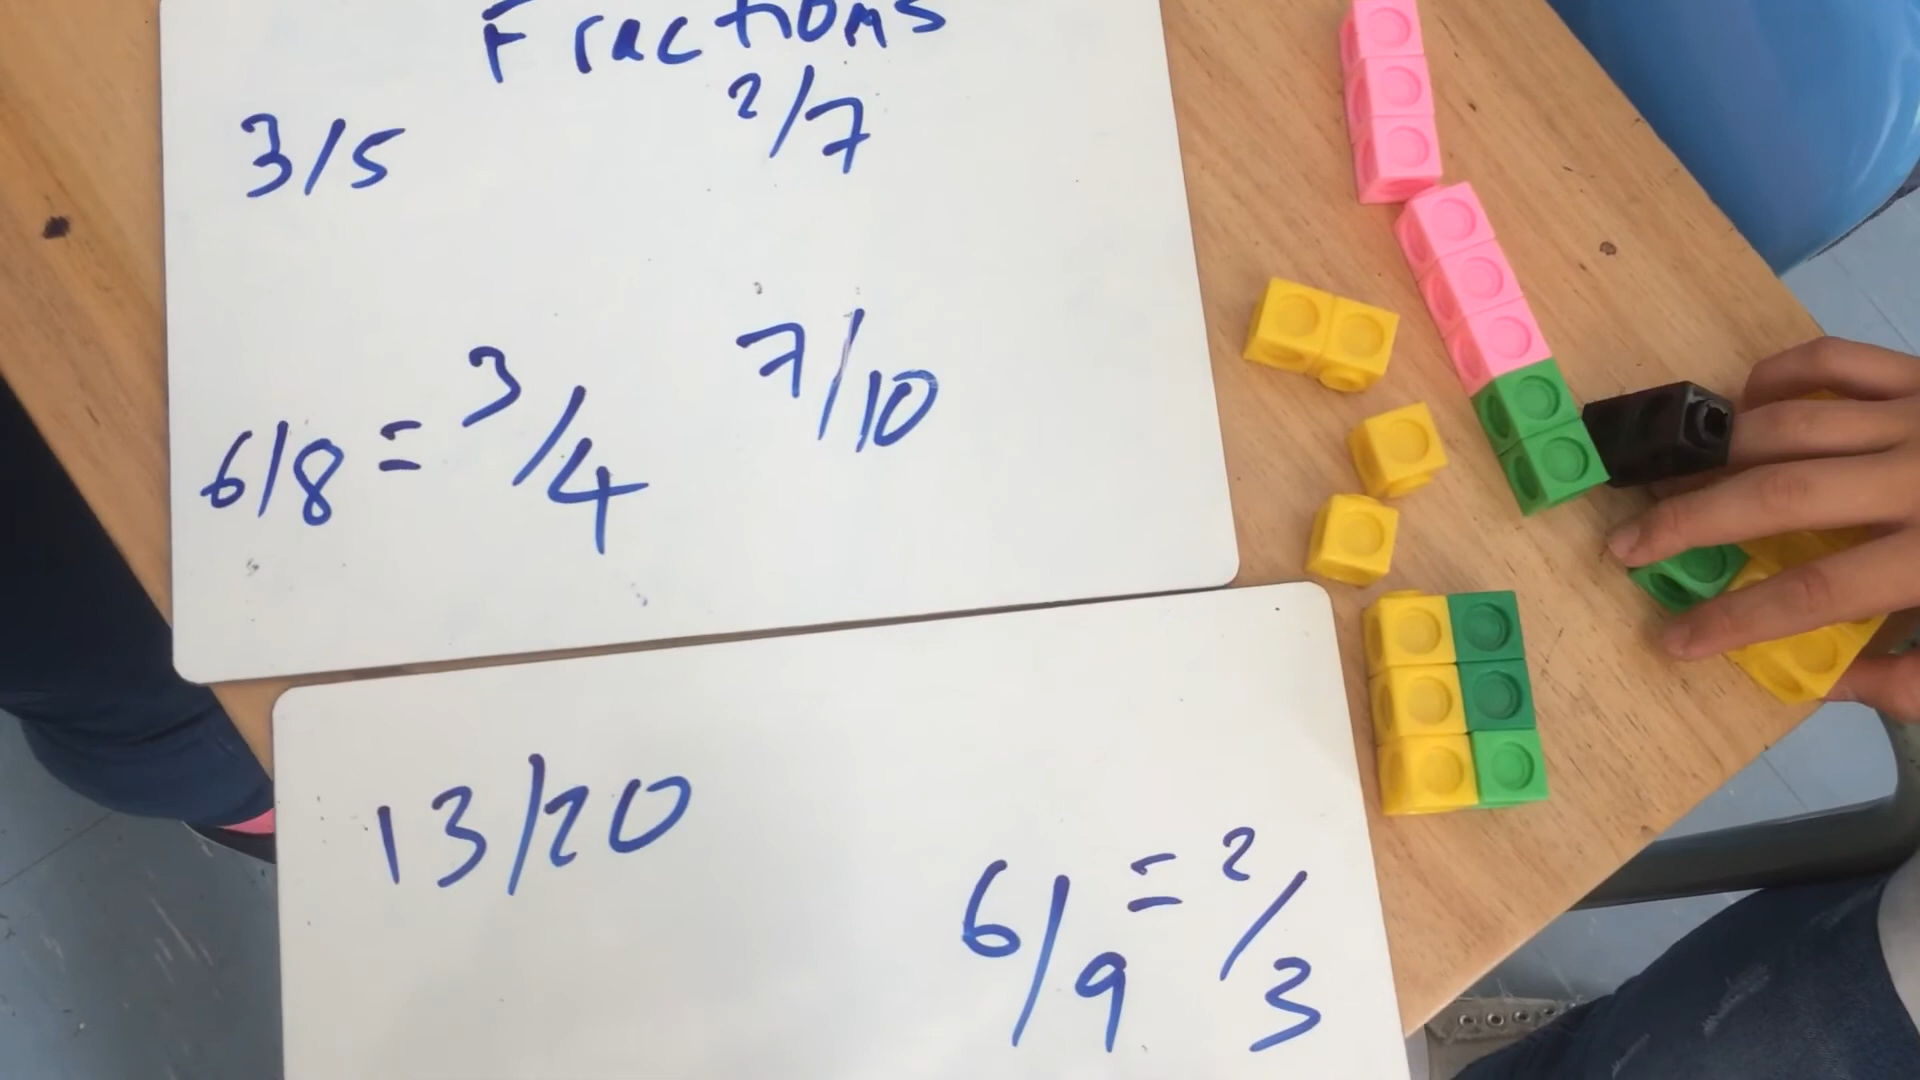 Fractions
3/5
2/7
6/8 = 3/4
7/10
13/20
6/9 = 2/3